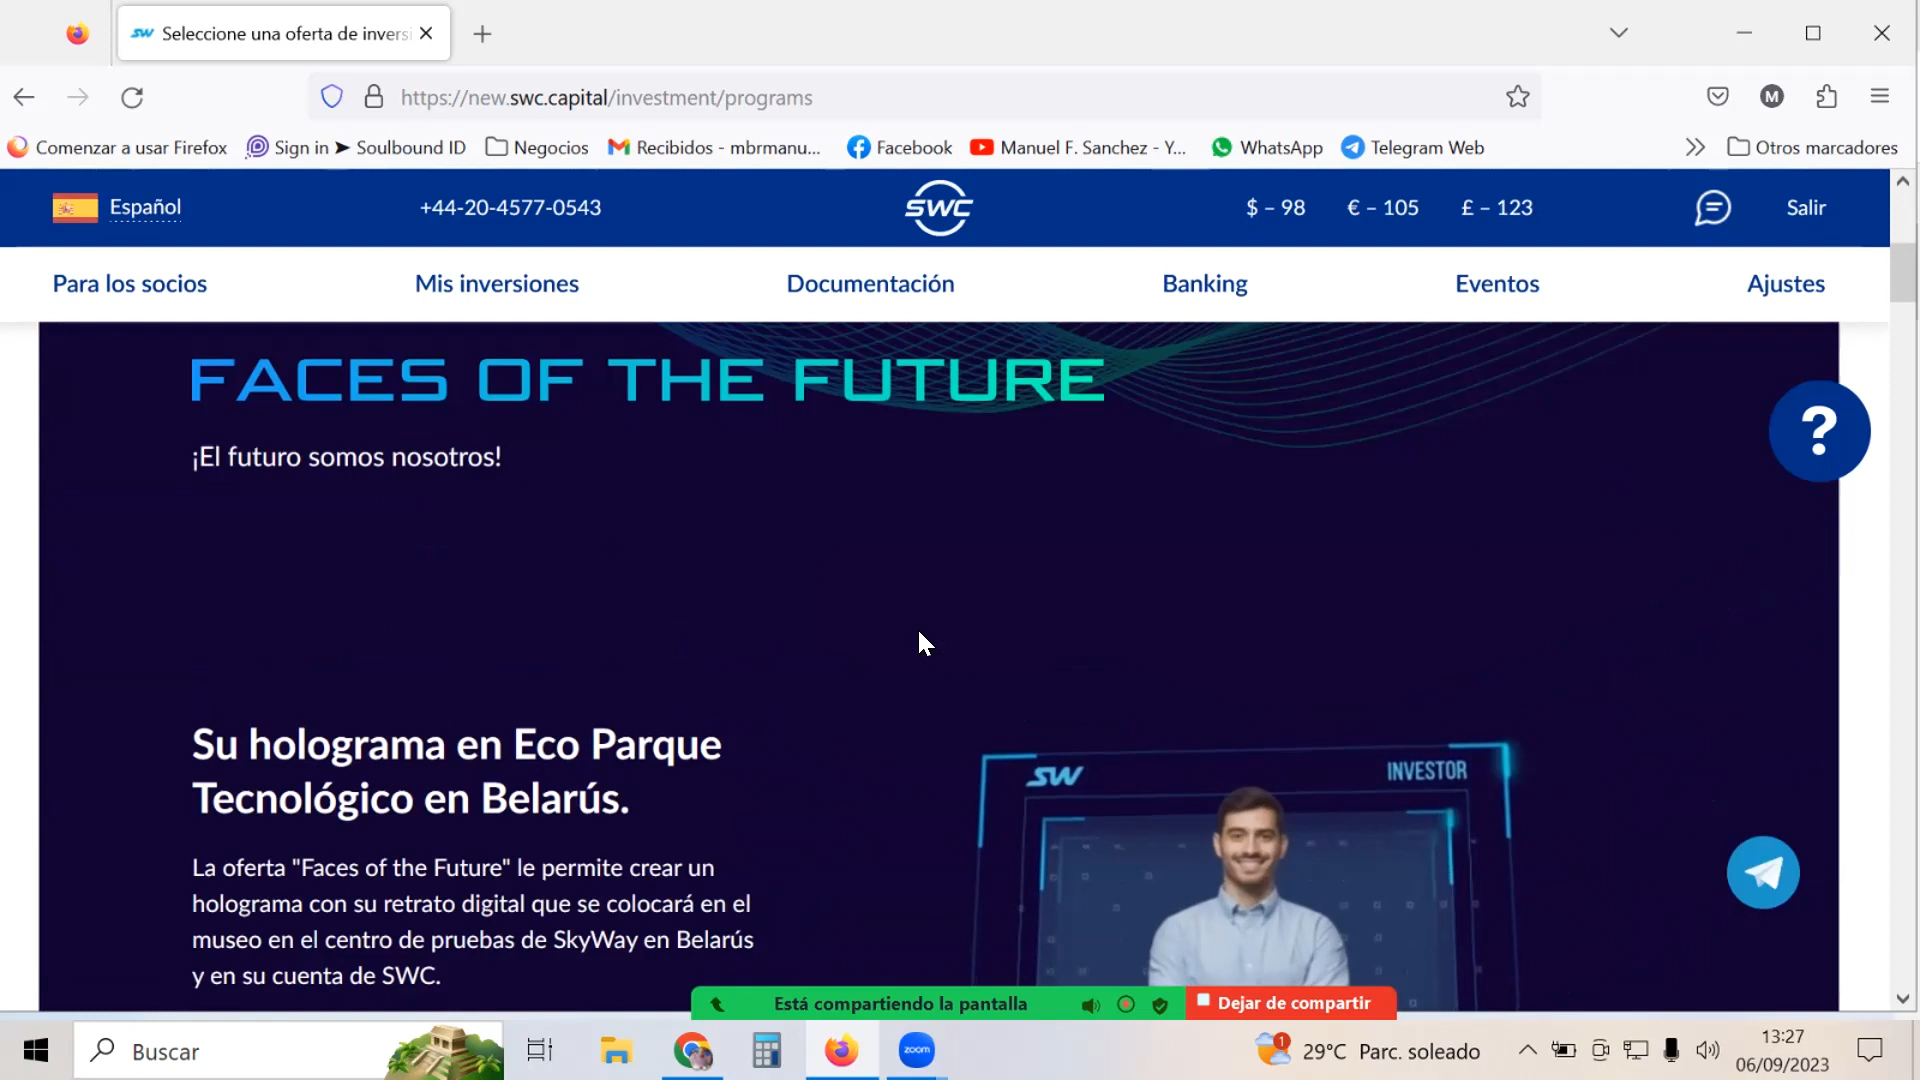 Seleccione una oferta de inversi
https://new.swc.capital/investment/programs
M
Comenzar a usar Firefox
Sign in ➤ Soulbound ID
Negocios
Recibidos - mbrmanu...
Facebook
Manuel F. Sanchez - Y...
WhatsApp
Telegram Web
Otros marcadores
Español
+44-20-4577-0543
SWC
$ – 98
€ – 105
£ – 123
Salir
Para los socios
Mis inversiones
Documentación
Banking
Eventos
Ajustes
FACES OF THE FUTURE
¡El futuro somos nosotros!
?
Su holograma en Eco Parque
Tecnológico en Belarús.
SW
INVESTOR
La oferta "Faces of the Future" le permite crear un
holograma con su retrato digital que se colocará en el
museo en el centro de pruebas de SkyWay en Belarús
y en su cuenta de SWC.
Está compartiendo la pantalla
Dejar de compartir
Buscar
zoom
1
29°C Parc. soleado
13:27
06/09/2023